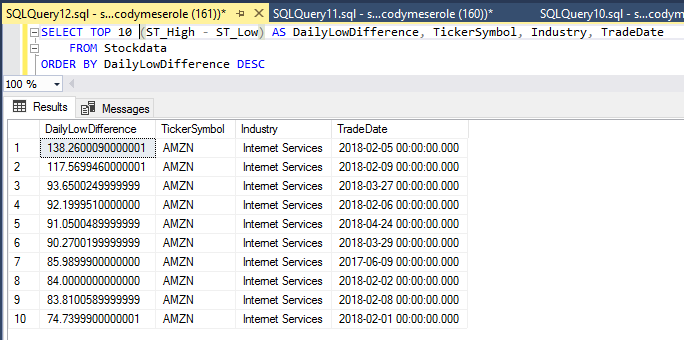 SQLQuery12.sql - s...codymeserole (161))* SQLQuery11.sql - s...codymeserole (160))* SQLQuery10.sql - s...codym
SELECT TOP 10 (ST_High - ST_Low) AS DailyLowDifference, TickerSymbol, Industry, TradeDate
FROM Stockdata
ORDER BY DailyLowDifference DESC
100 %
Results Messages
DailyLowDifference TickerSymbol Industry TradeDate
1 138.2600090000001 AMZN Internet Services 2018-02-05 00:00:00.000
2 117.5699460000001 AMZN Internet Services 2018-02-09 00:00:00.000
3 93.6500249999999 AMZN Internet Services 2018-03-27 00:00:00.000
4 92.1999510000000 AMZN Internet Services 2018-02-06 00:00:00.000
5 91.0500489999999 AMZN Internet Services 2018-04-24 00:00:00.000
6 90.2700199999999 AMZN Internet Services 2018-03-29 00:00:00.000
7 85.9899900000000 AMZN Internet Services 2017-06-09 00:00:00.000
8 84.0000000000000 AMZN Internet Services 2018-02-02 00:00:00.000
9 83.8100589999999 AMZN Internet Services 2018-02-08 00:00:00.000
10 74.7399900000001 AMZN Internet Services 2018-02-01 00:00:00.000